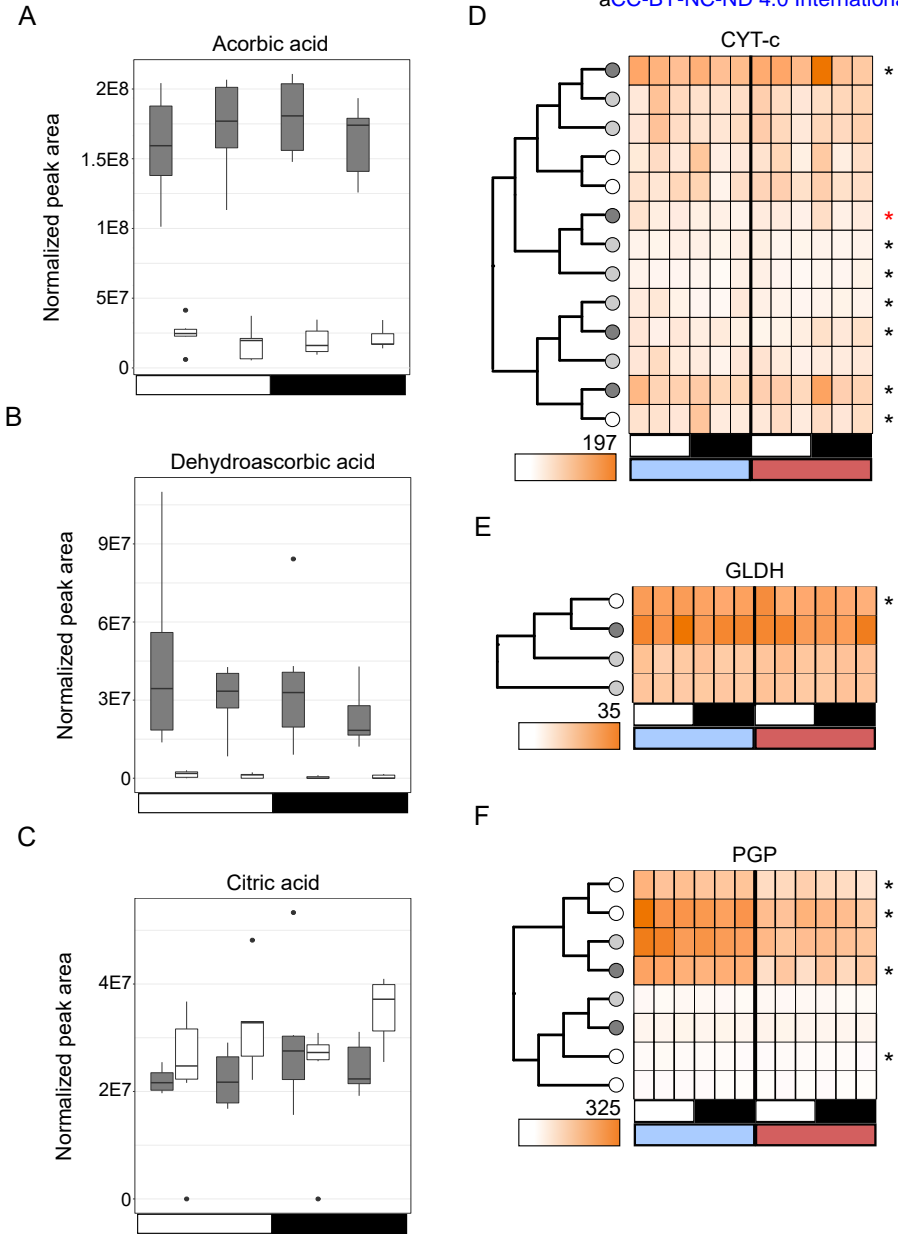 aCC-BY-NC-ND 4.0 International
A
Acorbic acid
Normalized peak area
2E8
1.5E8
1E8
5E7
0
B
Dehydroascorbic acid
Normalized peak area
9E7
6E7
3E7
0
C
Citric acid
Normalized peak area
4E7
2E7
0
D
CYT-c
*
*
*
*
*
*
*
*
197
E
GLDH
*
35
F
PGP
*
*
*
*
325